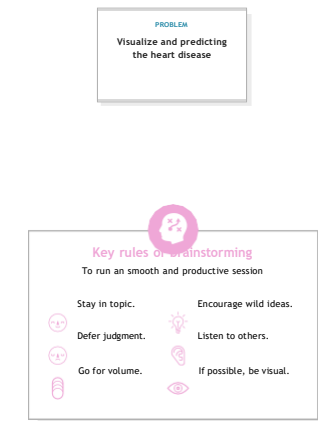 PROBLEM
Visualize and predicting
the heart disease
Key rules of brainstorming
To run an smooth and productive session
Stay in topic.
Encourage wild ideas.
Defer judgment.
Listen to others.
Go for volume.
If possible, be visual.